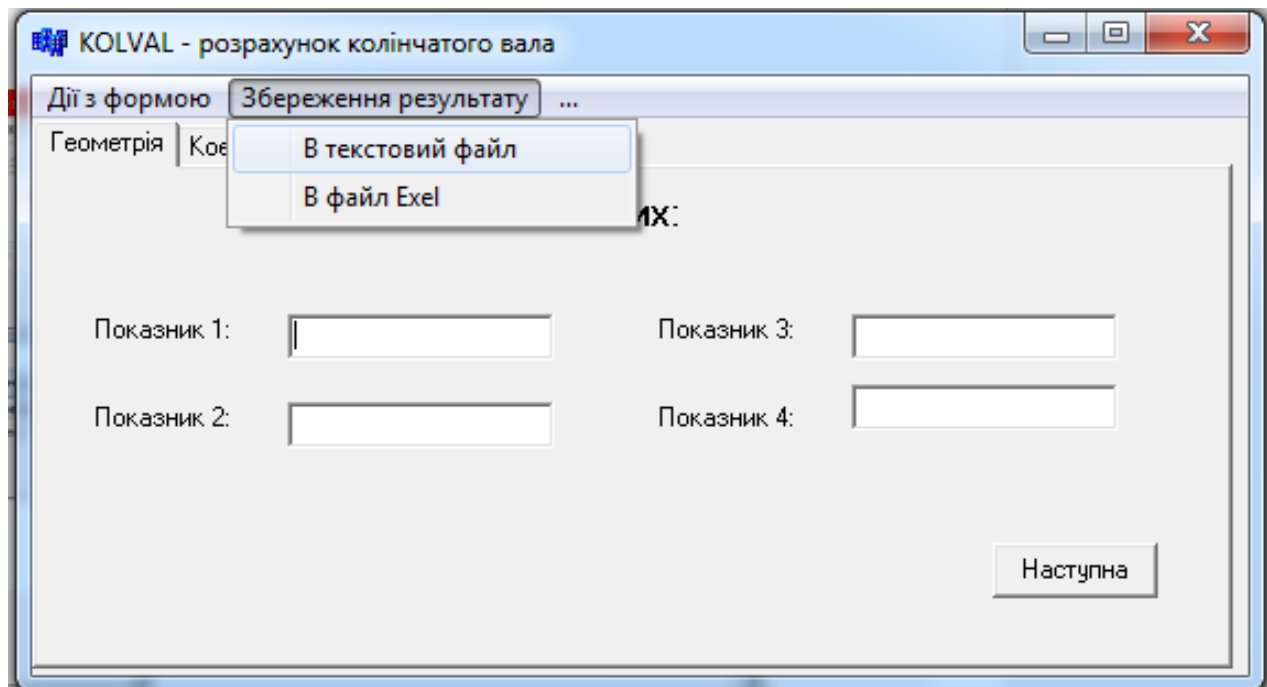 KOLVAL - розрахунок колінчатого вала
Дії з формою Збереження результату ...
Геометрія
В текстовий файл
В файл Exel
Показник 1:
Показник 3:
Показник 2:
Показник 4:
Наступна